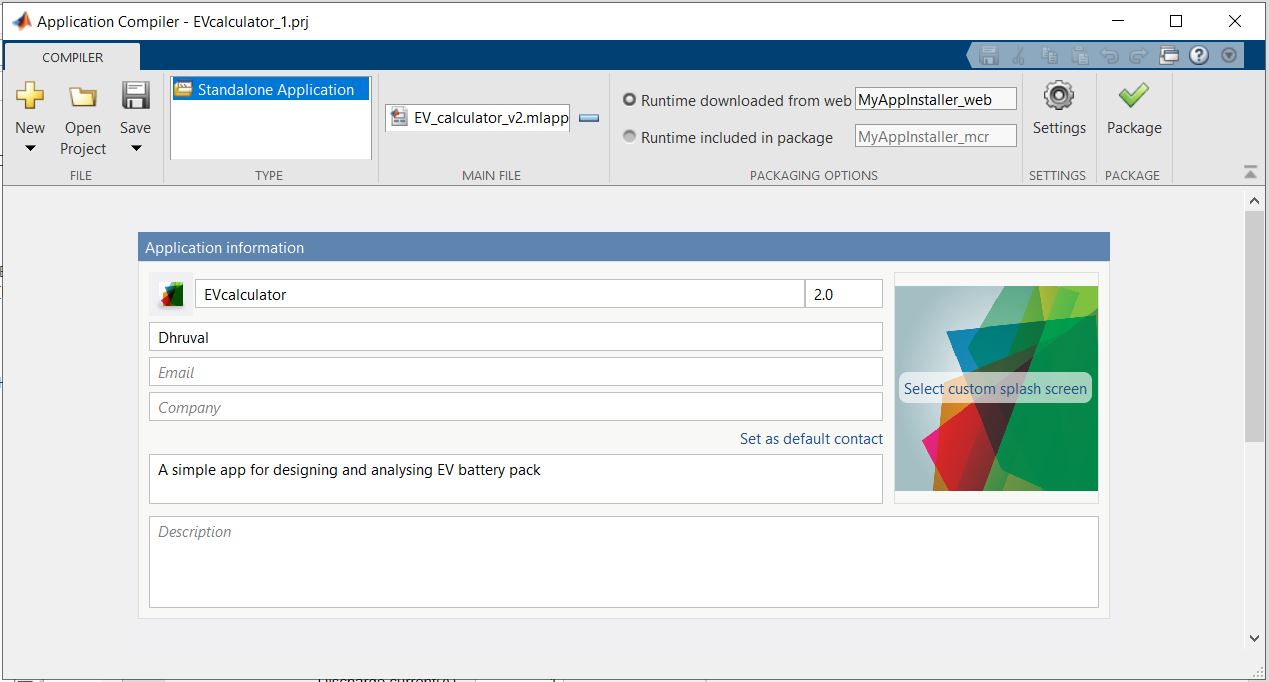 Application Compiler - EVcalculator_1.prj
COMPILER
New
Open Project
Save
FILE
Standalone Application
TYPE
EV_calculator_v2.mlapp
MAIN FILE
Runtime downloaded from web MyAppInstaller_web
Runtime included in package MyAppInstaller_mcr
PACKAGING OPTIONS
Settings
SETTINGS
Package
PACKAGE
Application information
EVcalculator 2.0
Dhruval
Email
Company
Set as default contact
Select custom splash screen
A simple app for designing and analysing EV battery pack
Description